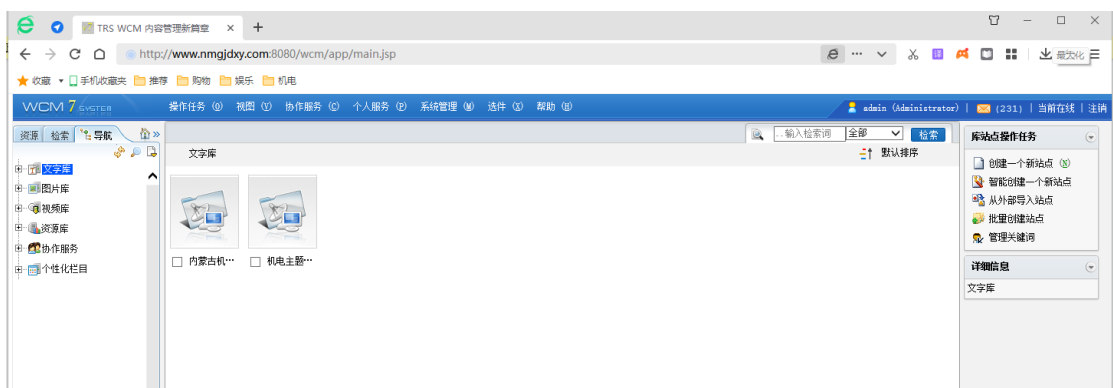 TRS WCM 内容管理新篇章 × +
http://www.nmgjdxy.com:8080/wcm/app/main.jsp
最大化
收藏 手机收藏夹 推荐 购物 娱乐 机电
WCM 7 SYSTEM 操作任务 (O) 视图 (V) 协作服务 (C) 个人服务 (P) 系统管理 (M) 选件 (X) 帮助 (H) admin (Administrator) | (231) | 当前在线 | 注销
资源 检索 导航 » ..输入检索词 全部 检索 库站点操作任务
文字库 默认排序
文字库
图片库
视频库
资源库
协作服务
个性化栏目
内蒙古机… 机电主题…
创建一个新站点 (N)
智能创建一个新站点
从外部导入站点
批量创建站点
管理关键词
详细信息
文字库